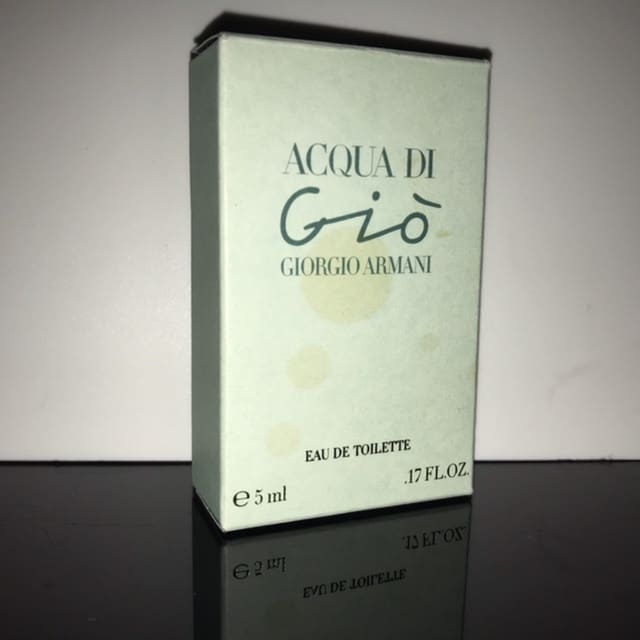 ACQUA DI
Giò
GIORGIO ARMANI
EAU DE TOILETTE
℮ 5 ml
.17 FL.OZ.